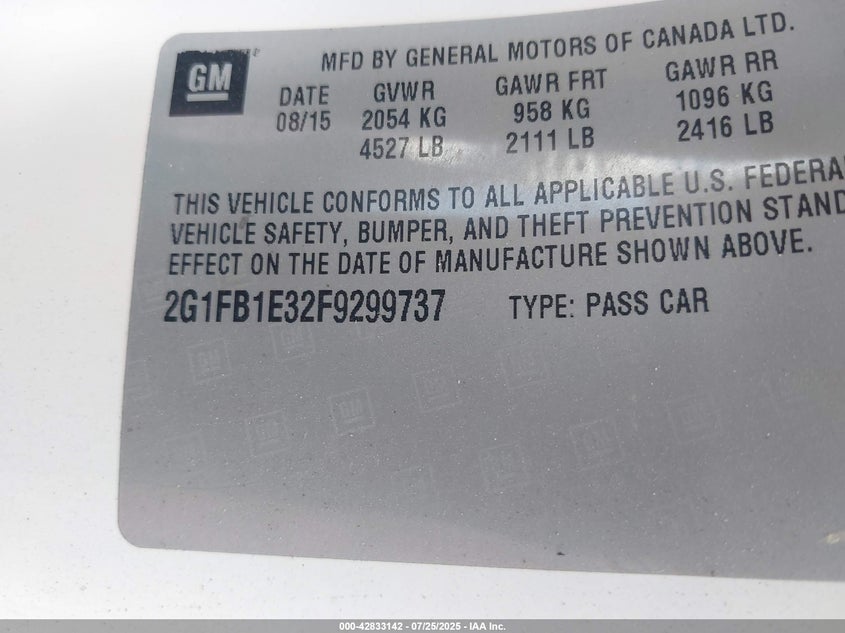 GM
MFD BY GENERAL MOTORS OF CANADA LTD.
DATE GVWR GAWR FRT GAWR RR
08/15 2054 KG 958 KG 1096 KG
4527 LB 2111 LB 2416 LB
THIS VEHICLE CONFORMS TO ALL APPLICABLE U.S. FEDERA
VEHICLE SAFETY, BUMPER, AND THEFT PREVENTION STAND
EFFECT ON THE DATE OF MANUFACTURE SHOWN ABOVE.
2G1FB1E32F9299737 TYPE: PASS CAR
000-42833142 - 07/25/2025 - IAA Inc.